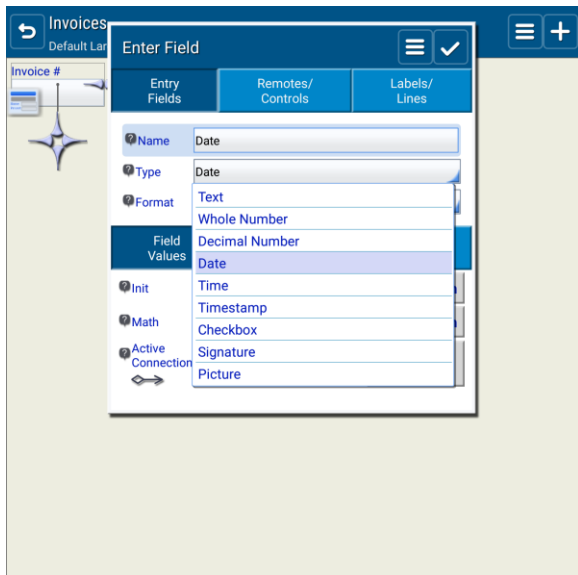 Invoices
Default Lar
Invoice #
Enter Field
Entry
Fields
Remotes/
Controls
Labels/
Lines
Name
Date
Type
Date
Format
Text
Whole Number
Decimal Number
Date
Time
Timestamp
Checkbox
Signature
Picture
Field
Values
Init
Math
Active
Connection